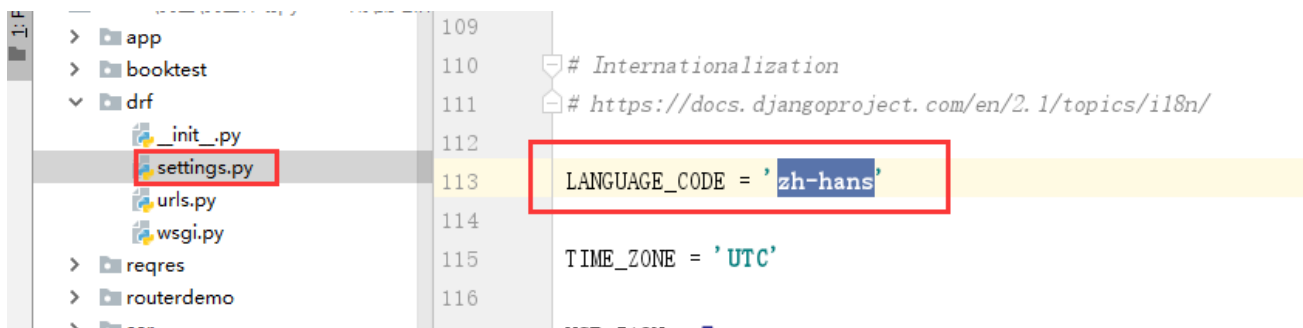 app
booktest
drf
__init__.py
settings.py
urls.py
wsgi.py
reqres
routerdemo
109
110 # Internationalization
111 # https://docs.djangoproject.com/en/2.1/topics/i18n/
112
113 LANGUAGE_CODE = 'zh-hans'
114
115 TIME_ZONE = 'UTC'
116